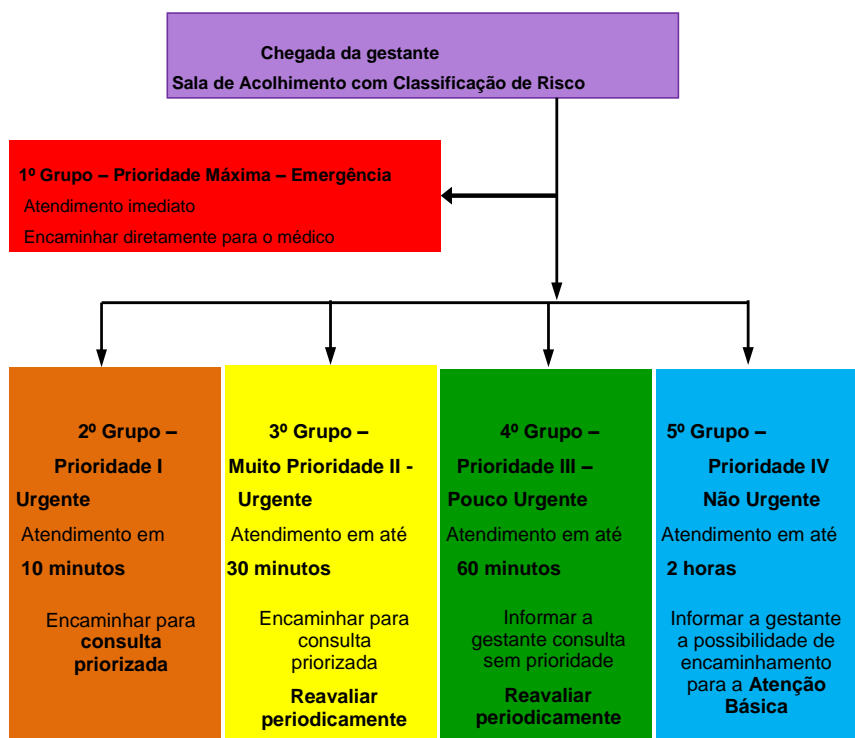 Chegada da gestante
Sala de Acolhimento com Classificação de Risco
1º Grupo – Prioridade Máxima – Emergência
Atendimento imediato
Encaminhar diretamente para o médico
2º Grupo –
Prioridade I
Urgente
Atendimento em
10 minutos
Encaminhar para
consulta
priorizada
3º Grupo –
Muito Prioridade II -
Urgente
Atendimento em até
30 minutos
Encaminhar para
consulta
priorizada
Reavaliar
periodicamente
4º Grupo –
Prioridade III –
Pouco Urgente
Atendimento em até
60 minutos
Informar a
gestante consulta
sem prioridade
Reavaliar
periodicamente
5º Grupo –
Prioridade IV
Não Urgente
Atendimento em até
2 horas
Informar a gestante
a possibilidade de
encaminhamento
para a Atenção
Básica